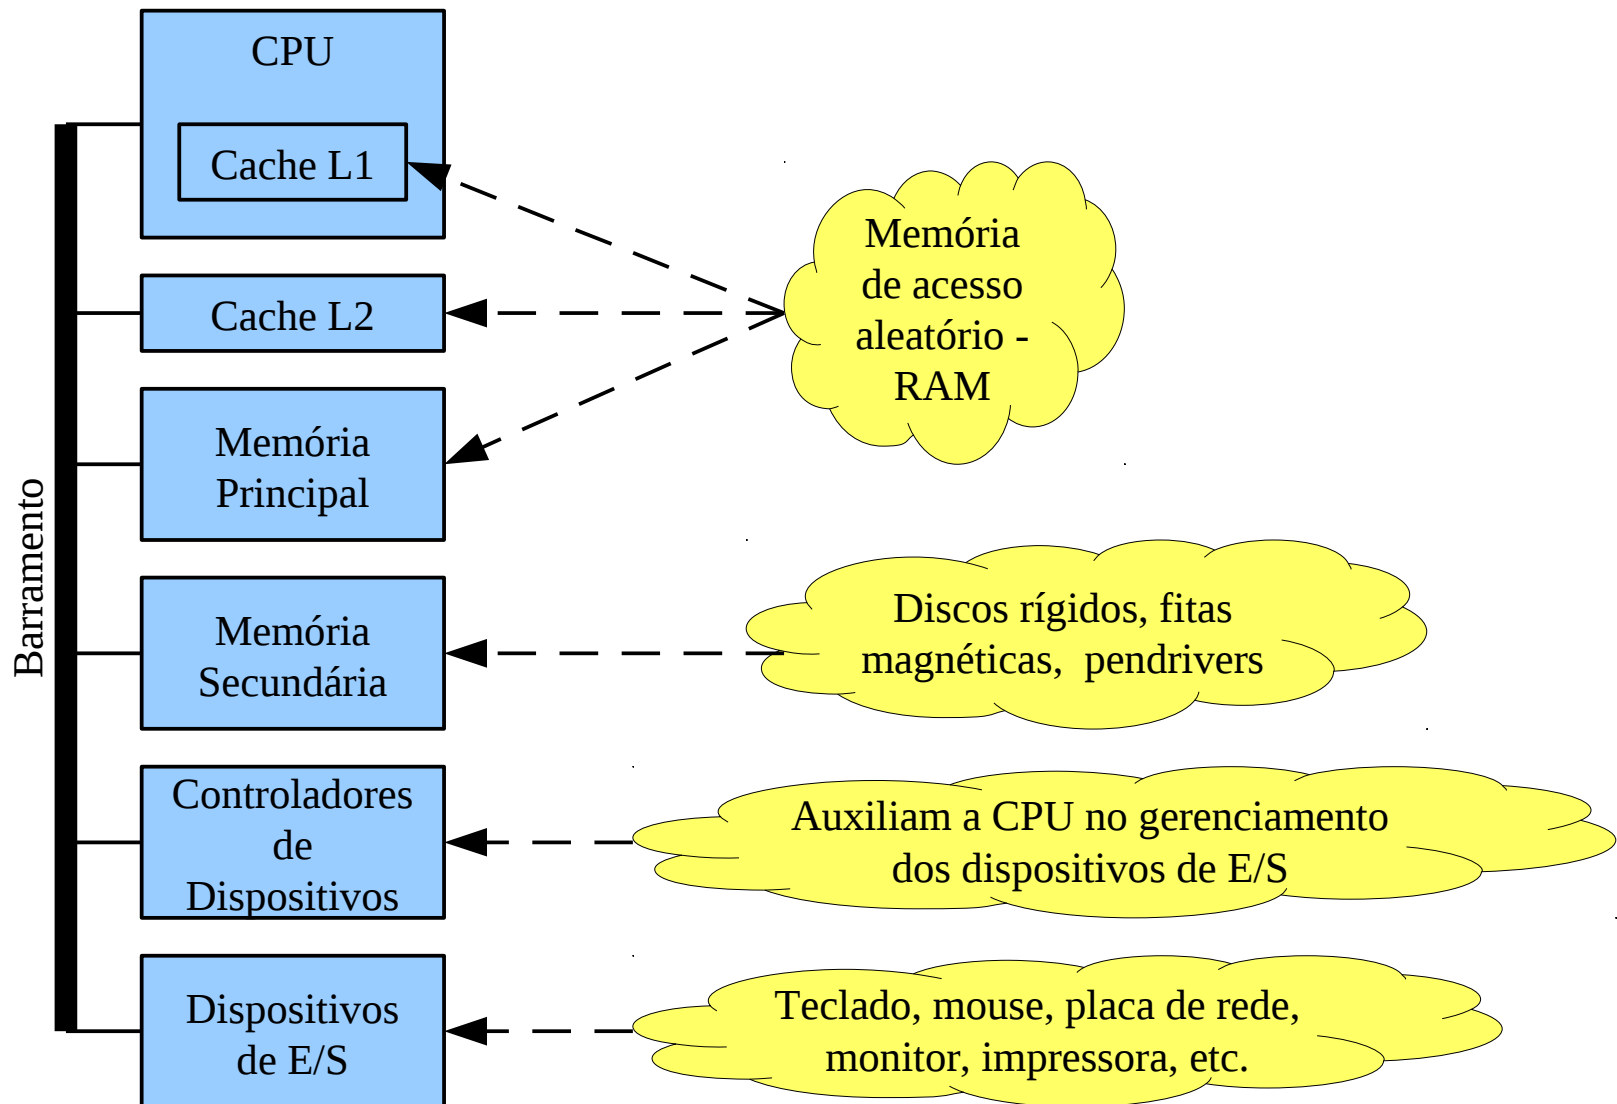 CPU
Cache L1
Cache L2
Memória
Principal
Memória
Secundária
Controladores
de
Dispositivos
Dispositivos
de E/S
Barramento
Memória
de acesso
aleatório -
RAM
Discos rígidos, fitas
magnéticas,  pendrivers
Auxiliam a CPU no gerenciamento
dos dispositivos de E/S
Teclado, mouse, placa de rede,
monitor, impressora, etc.